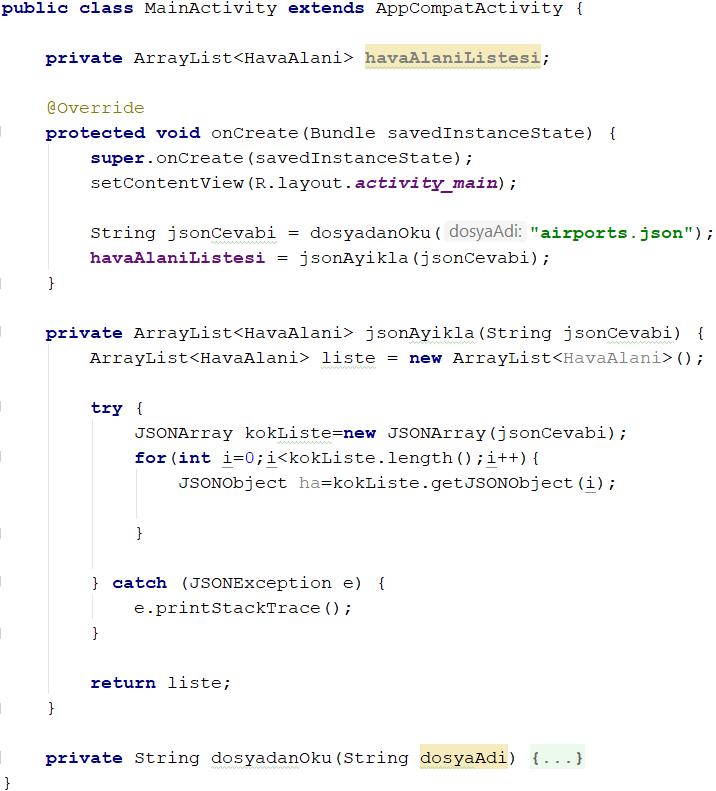 public class MainActivity extends AppCompatActivity {
private ArrayList<HavaAlani> havaAlaniListesi;
@Override
protected void onCreate(Bundle savedInstanceState) {
super.onCreate(savedInstanceState);
setContentView(R.layout.activity_main);
String jsonCevabi = dosyadanOku( dosyaAdi: "airports.json");
havaAlaniListesi = jsonAyikla(jsonCevabi);
}
private ArrayList<HavaAlani> jsonAyikla(String jsonCevabi) {
ArrayList<HavaAlani> liste = new ArrayList<HavaAlani>();
try {
JSONArray kokListe=new JSONArray(jsonCevabi);
for(int i=0;i<kokListe.length();i++){
JSONObject ha=kokListe.getJSONObject(i);
}
} catch (JSONException e) {
e.printStackTrace();
}
return liste;
}
private String dosyadanOku(String dosyaAdi) {...}
}